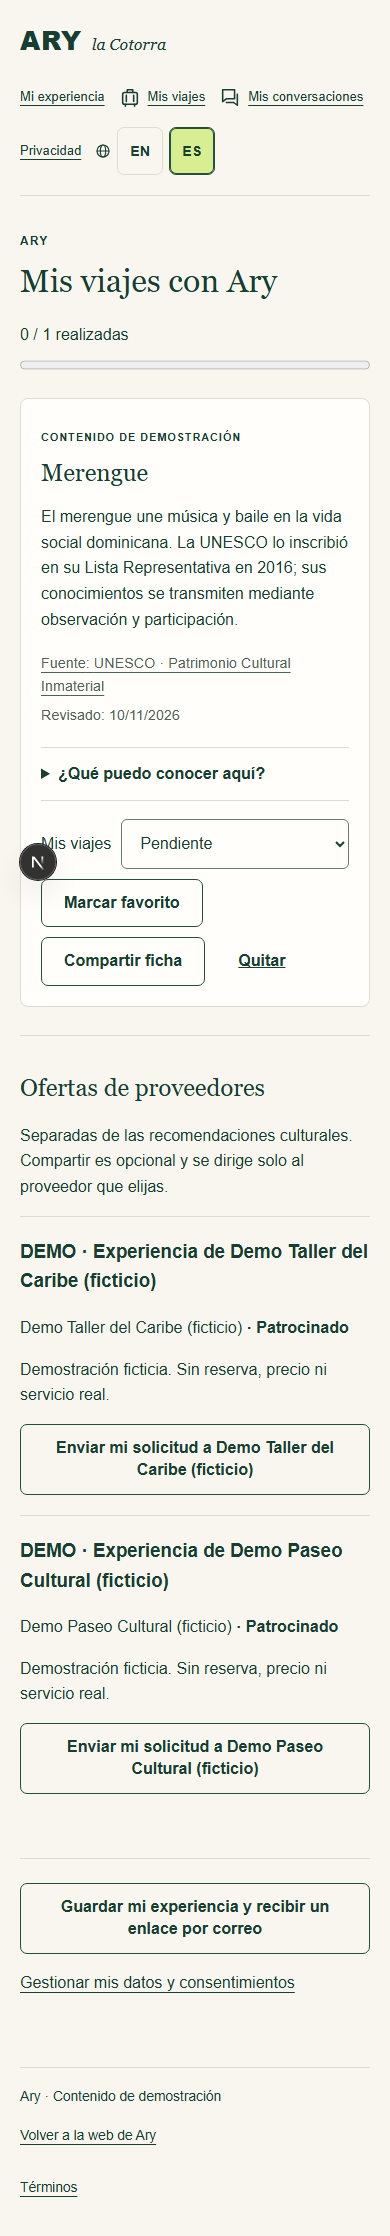 ARY la Cotorra
Mi experiencia Mis viajes Mis conversaciones
Privacidad EN ES
ARY
Mis viajes con Ary
0 / 1 realizadas
CONTENIDO DE DEMOSTRACIÓN
Merengue
El merengue une música y baile en la vida
social dominicana. La UNESCO lo inscribió
en su Lista Representativa en 2016; sus
conocimientos se transmiten mediante
observación y participación.
Fuente: UNESCO · Patrimonio Cultural
Inmaterial
Revisado: 10/11/2026
¿Qué puedo conocer aquí?
Mis viajes Pendiente
N
Marcar favorito
Compartir ficha Quitar
Ofertas de proveedores
Separadas de las recomendaciones culturales.
Compartir es opcional y se dirige solo al
proveedor que elijas.
DEMO · Experiencia de Demo Taller del
Caribe (ficticio)
Demo Taller del Caribe (ficticio) · Patrocinado
Demostración ficticia. Sin reserva, precio ni
servicio real.
Enviar mi solicitud a Demo Taller del
Caribe (ficticio)
DEMO · Experiencia de Demo Paseo
Cultural (ficticio)
Demo Paseo Cultural (ficticio) · Patrocinado
Demostración ficticia. Sin reserva, precio ni
servicio real.
Enviar mi solicitud a Demo Paseo
Cultural (ficticio)
Guardar mi experiencia y recibir un
enlace por correo
Gestionar mis datos y consentimientos
Ary · Contenido de demostración
Volver a la web de Ary
Términos